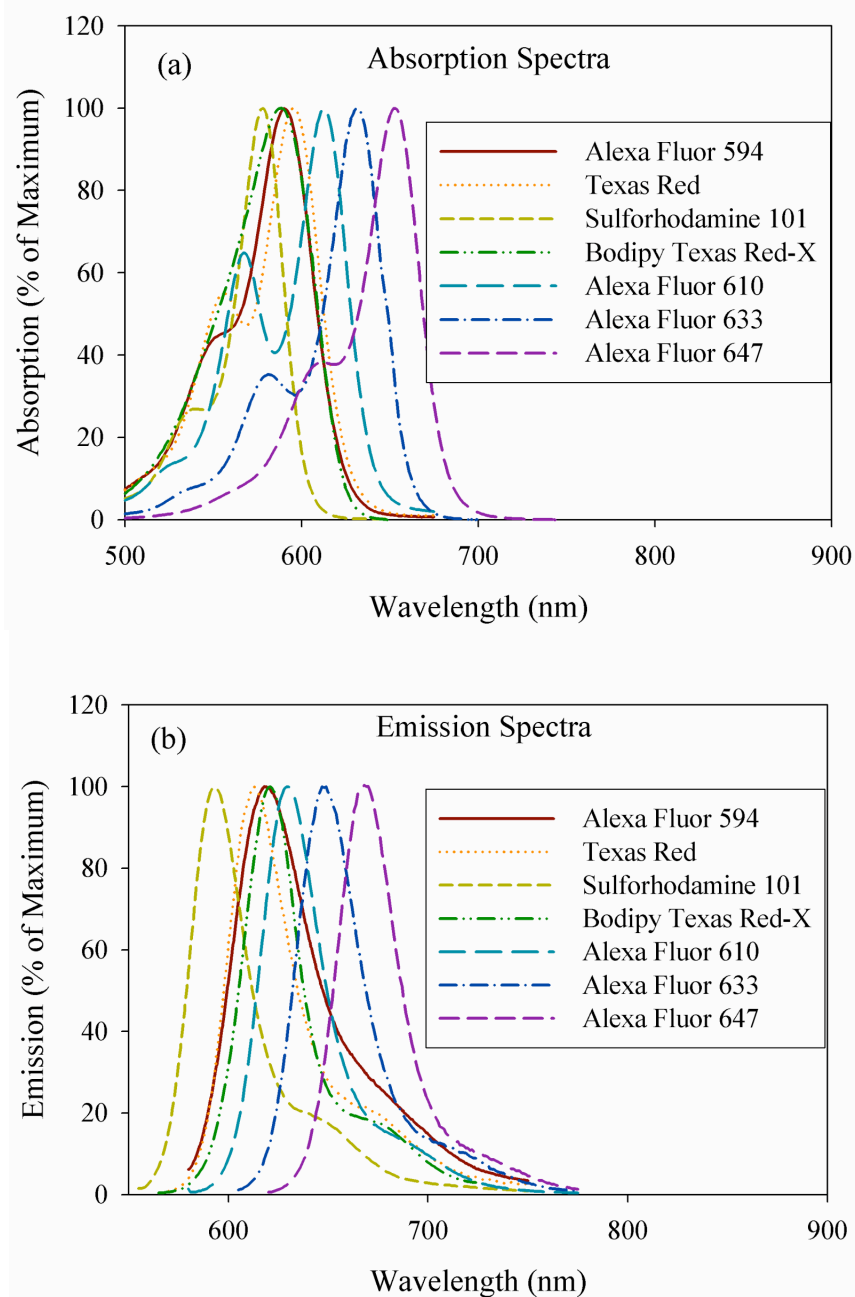 120
(a)
Absorption Spectra
100
80
60
40
20
0
Absorption (% of Maximum)
Alexa Fluor 594
Texas Red
Sulforhodamine 101
Bodipy Texas Red-X
Alexa Fluor 610
Alexa Fluor 633
Alexa Fluor 647
500 600 700 800 900
Wavelength (nm)
120
(b)
Emission Spectra
100
80
60
40
20
0
Emission (% of Maximum)
Alexa Fluor 594
Texas Red
Sulforhodamine 101
Bodipy Texas Red-X
Alexa Fluor 610
Alexa Fluor 633
Alexa Fluor 647
600 700 800 900
Wavelength (nm)